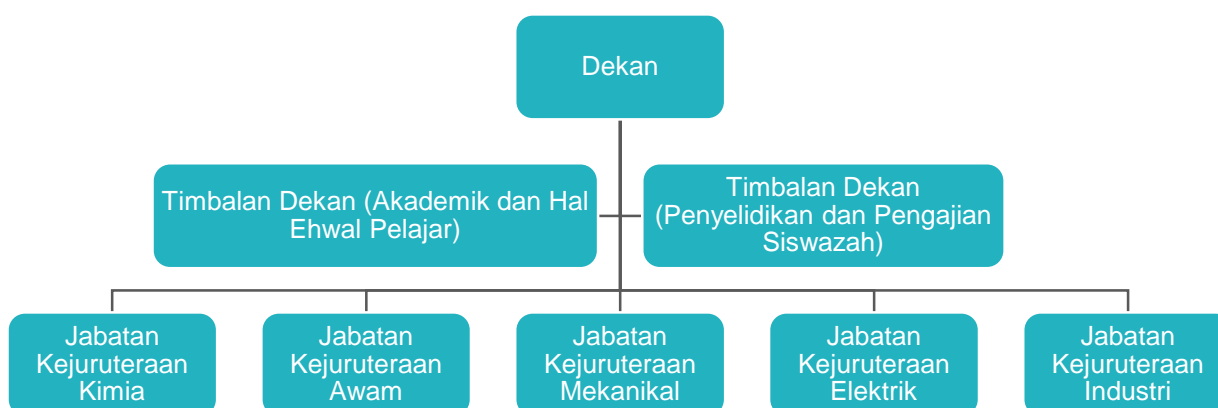 Dekan
Timbalan Dekan (Akademik dan Hal
Ehwal Pelajar)
Timbalan Dekan
(Penyelidikan dan Pengajian
Siswazah)
Jabatan
Kejuruteraan
Kimia
Jabatan
Kejuruteraan
Awam
Jabatan
Kejuruteraan
Mekanikal
Jabatan
Kejuruteraan
Elektrik
Jabatan
Kejuruteraan
Industri